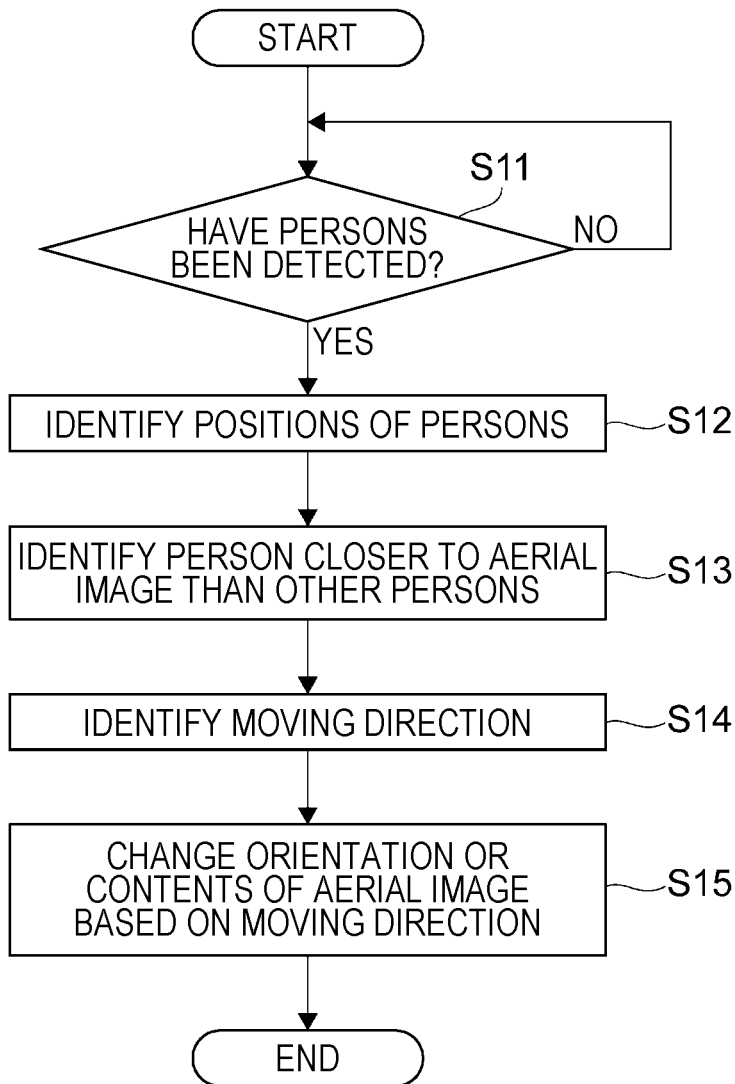 START
S11
HAVE PERSONS
BEEN DETECTED?
NO
YES
IDENTIFY POSITIONS OF PERSONS
S12
IDENTIFY PERSON CLOSER TO AERIAL
IMAGE THAN OTHER PERSONS
S13
IDENTIFY MOVING DIRECTION
S14
CHANGE ORIENTATION OR
CONTENTS OF AERIAL IMAGE
BASED ON MOVING DIRECTION
S15
END